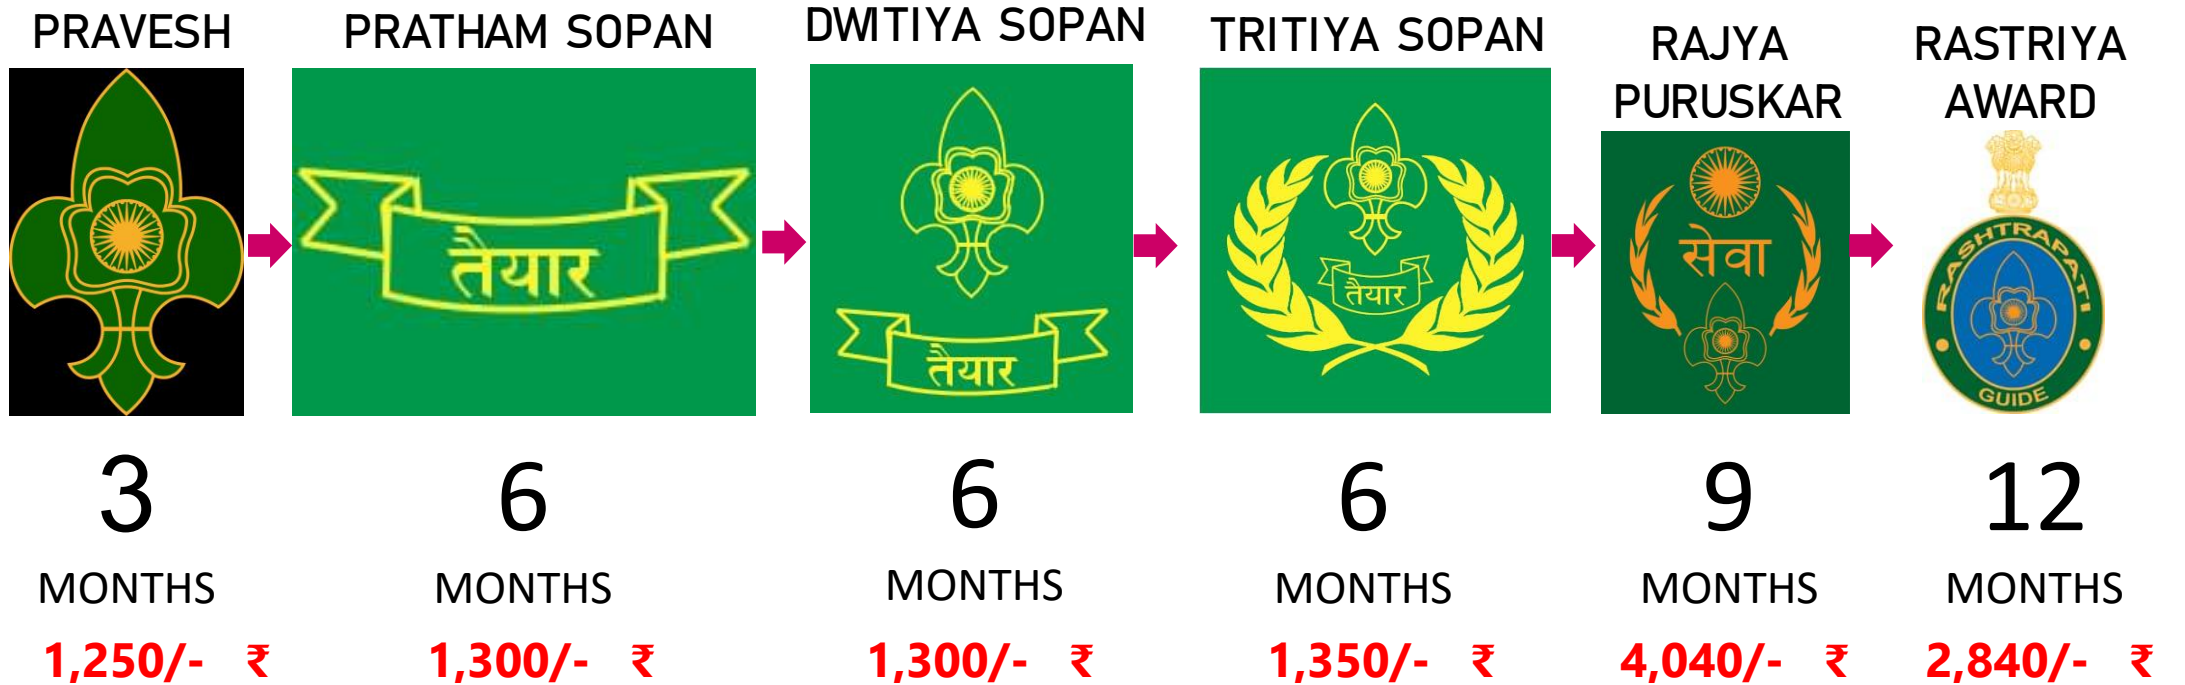 PRAVESH
PRATHAM SOPAN
DWITIYA SOPAN
TRITIYA SOPAN
RAJYA
PURUSKAR
RASTRIYA
AWARD
तैयार
तैयार
तैयार
सेवा
RASHTRAPATI
GUIDE
3
MONTHS
1,250/- ₹
6
MONTHS
1,300/- ₹
6
MONTHS
1,300/- ₹
6
MONTHS
1,350/- ₹
9
MONTHS
4,040/- ₹
12
MONTHS
2,840/- ₹